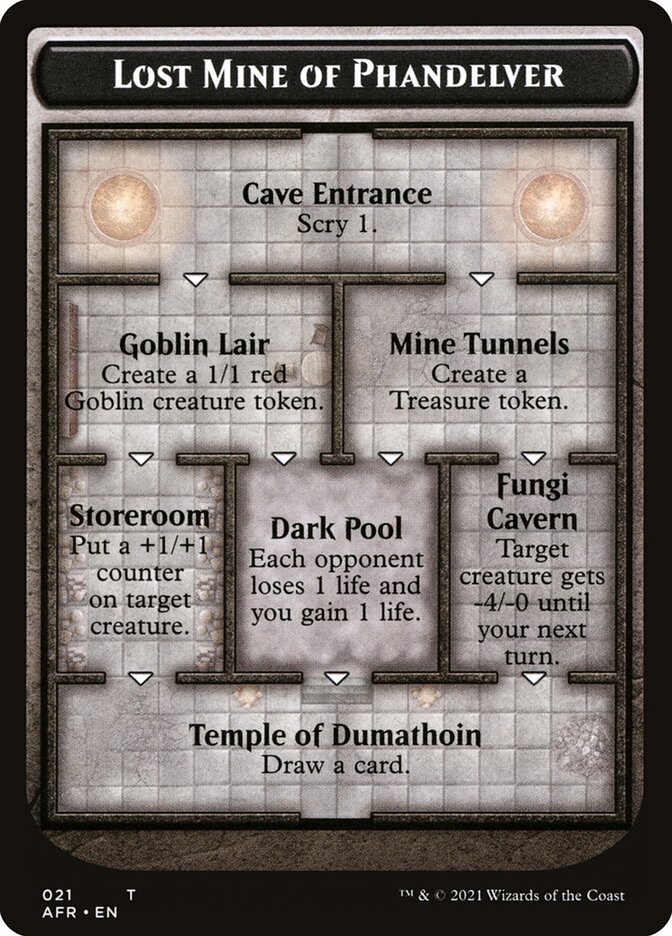 Lost Mine of Phandelver
Cave Entrance
Scry 1.
Goblin Lair
Create a 1/1 red
Goblin creature token.
Mine Tunnels
Create a
Treasure token.
Storeroom
Put a +1/+1
counter
on target
creature.
Dark Pool
Each opponent
loses 1 life and
you gain 1 life.
Fungi
Cavern
Target
creature gets
-4/-0 until
your next
turn.
Temple of Dumathoin
Draw a card.
021 T
AFR • EN
™ & © 2021 Wizards of the Coast